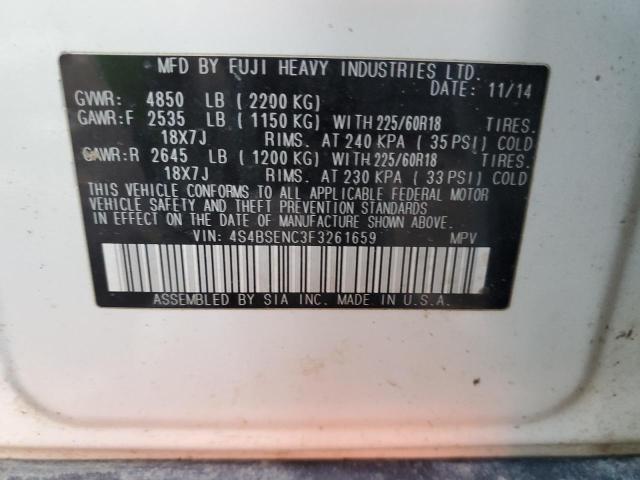 MFD BY FUJI HEAVY INDUSTRIES LTD.
DATE: 11/14
GVWR: 4850 LB (2200 KG)
GAWR:F 2535 LB (1150 KG) WITH 225/60R18 TIRES.
18X7J RIMS. AT 240 KPA (35 PSI) COLD
GAWR:R 2645 LB (1200 KG) WITH 225/60R18 TIRES.
18X7J RIMS. AT 230 KPA (33 PSI) COLD
THIS VEHICLE CONFORMS TO ALL APPLICABLE FEDERAL MOTOR
VEHICLE SAFETY AND THEFT PREVENTION STANDARDS
IN EFFECT ON THE DATE OF MANUFACTURE SHOWN ABOVE.
VIN: 4S4BSENC3F3261659 MPV
ASSEMBLED BY SIA INC. MADE IN U.S.A.